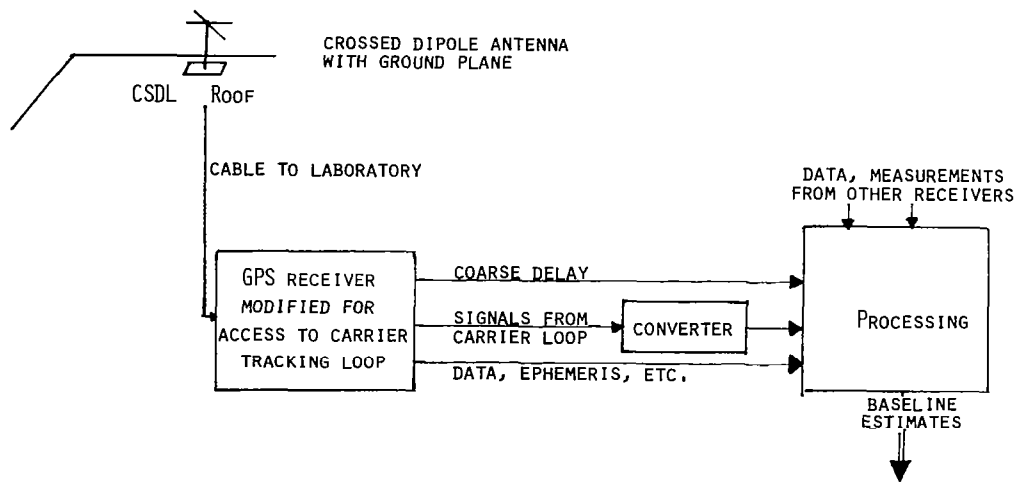 CROSSED DIPOLE ANTENNA
WITH GROUND PLANE
CSDL ROOF
CABLE TO LABORATORY
DATA, MEASUREMENTS
FROM OTHER RECEIVERS
GPS RECEIVER
MODIFIED FOR
ACCESS TO CARRIER
TRACKING LOOP
COARSE DELAY
SIGNALS FROM
CARRIER LOOP
CONVERTER
DATA, EPHEMERIS, ETC.
PROCESSING
BASELINE
ESTIMATES